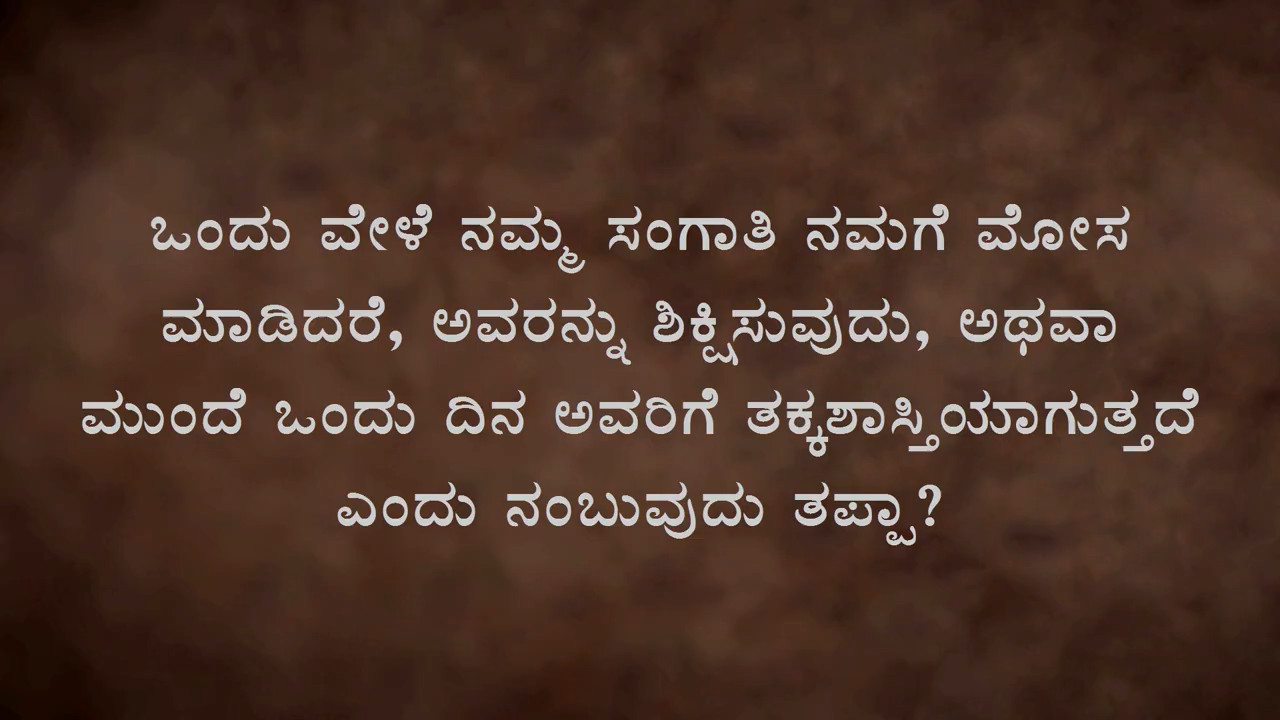 ಒಂದು ವೇಳೆ ನಮ್ಮ ಸಂಗಾತಿ ನಮಗೆ ಮೋಸ
ಮಾಡಿದರೆ, ಅವರನ್ನು ಶಿಕ್ಷಿಸುವುದು, ಅಥವಾ
ಮುಂದೆ ಒಂದು ದಿನ ಅವರಿಗೆ ತಕ್ಕಶಾಸ್ತಿಯಾಗುತ್ತದೆ
ಎಂದು ನಂಬುವುದು ತಪ್ಪಾ?